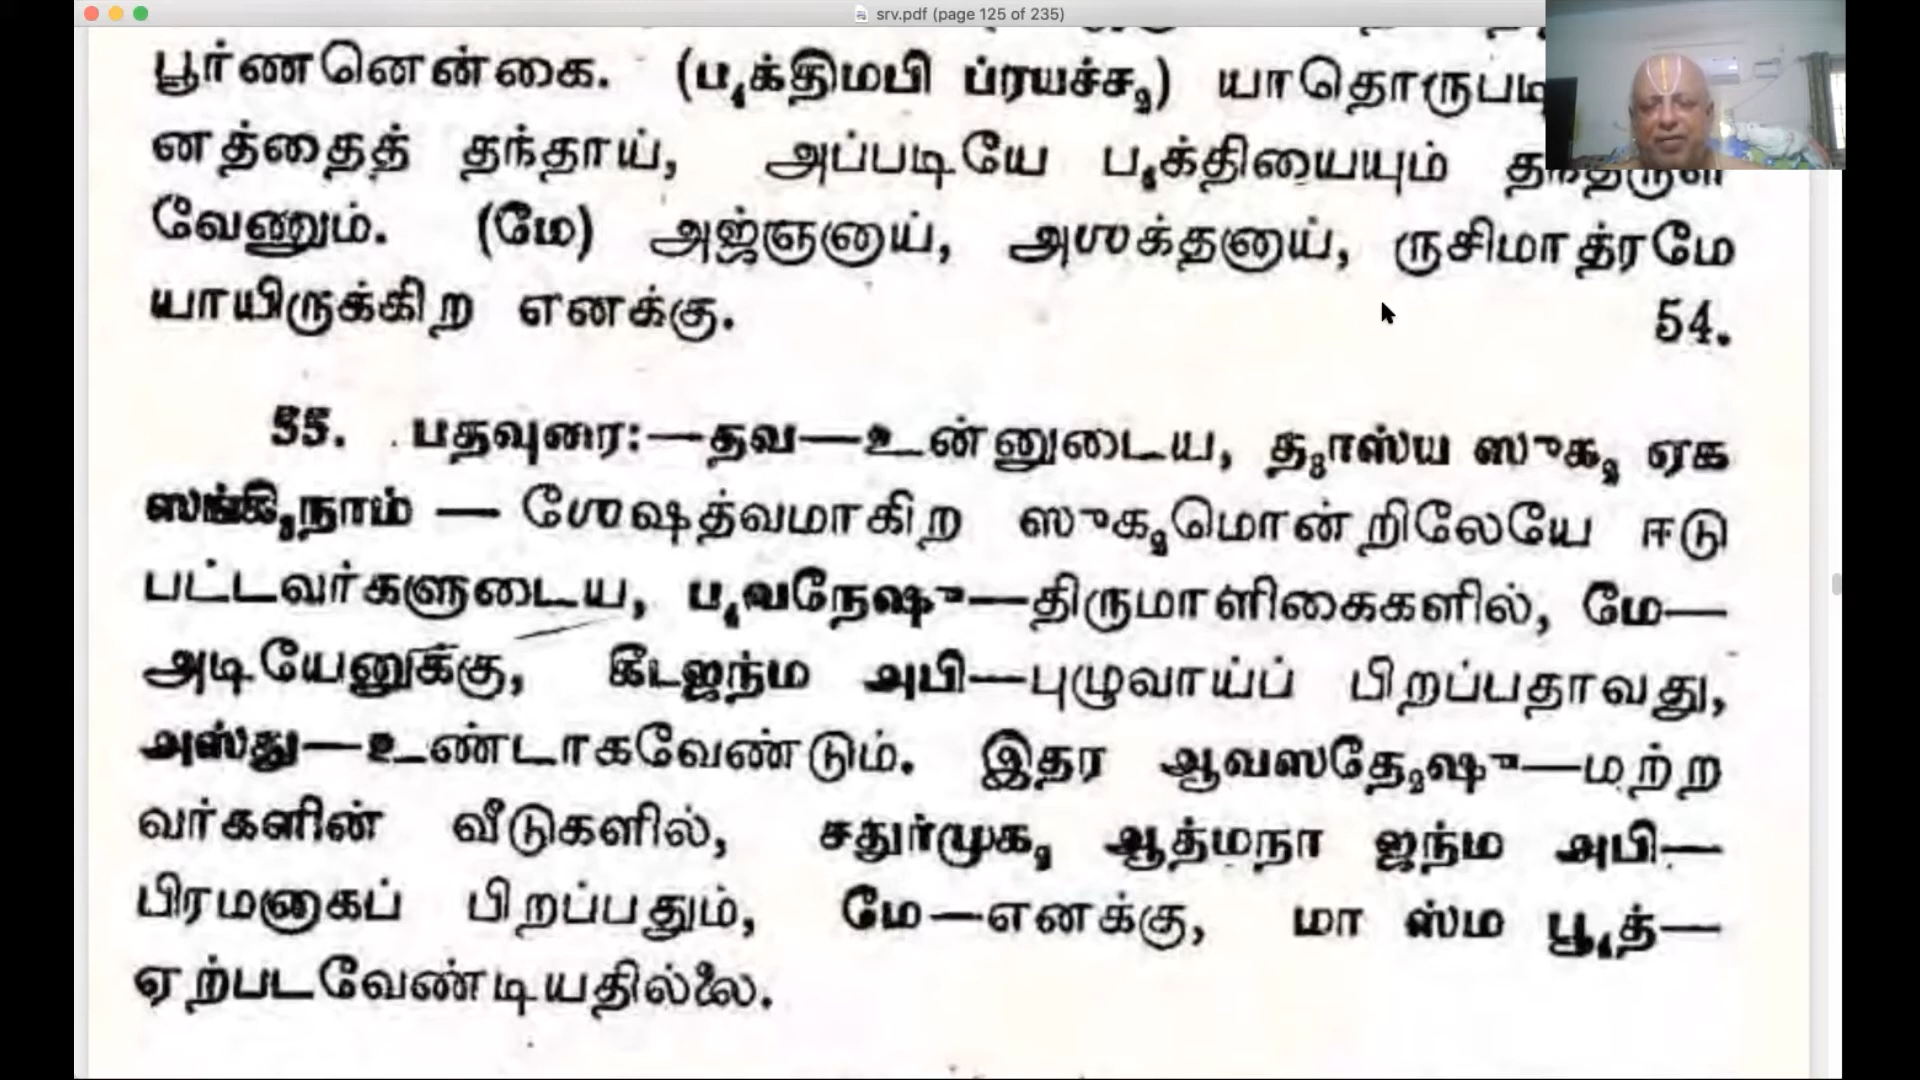 srv.pdf (page 125 of 235)
பூர்ணனென்கை. (ப₄க்திமபி ப்ரயச்ச₂)
னத்தைத் தந்தாய், அப்படியே ப₄க்தியையும்
வேணும். (மே) அஜ்ஞனாய், அஶக்தனாய், ருசிமாத்ரமே
யாயிருக்கிற எனக்கு. 54.
55. பதவுரை:—தவ—உன்னுடைய, த₃ாஸ்ய ஸுக₂ ஏக
ஸங்கி₃நாம் — ஶேஷத்வமாகிற ஸுக₂மொன்றிலேயே ஈடு
பட்டவர்களுடைய, ப₄வநேஷு—திருமாளிகைகளில், மே—
அடியேனுக்கு, கீடஜந்ம அபி—புழுவாய்ப் பிறப்பதாவது,
அஸ்து—உண்டாகவேண்டும். இதர ஆவஸதே₂ஷு—மற்ற
வர்களின் வீடுகளில், சதுர்முக₂ ஆத்மநா ஜந்ம அபி—
பிரமனாகப் பிறப்பதும், மே—எனக்கு, மா ஸ்ம பூ₄த்—
ஏற்படவேண்டியதில்லை.